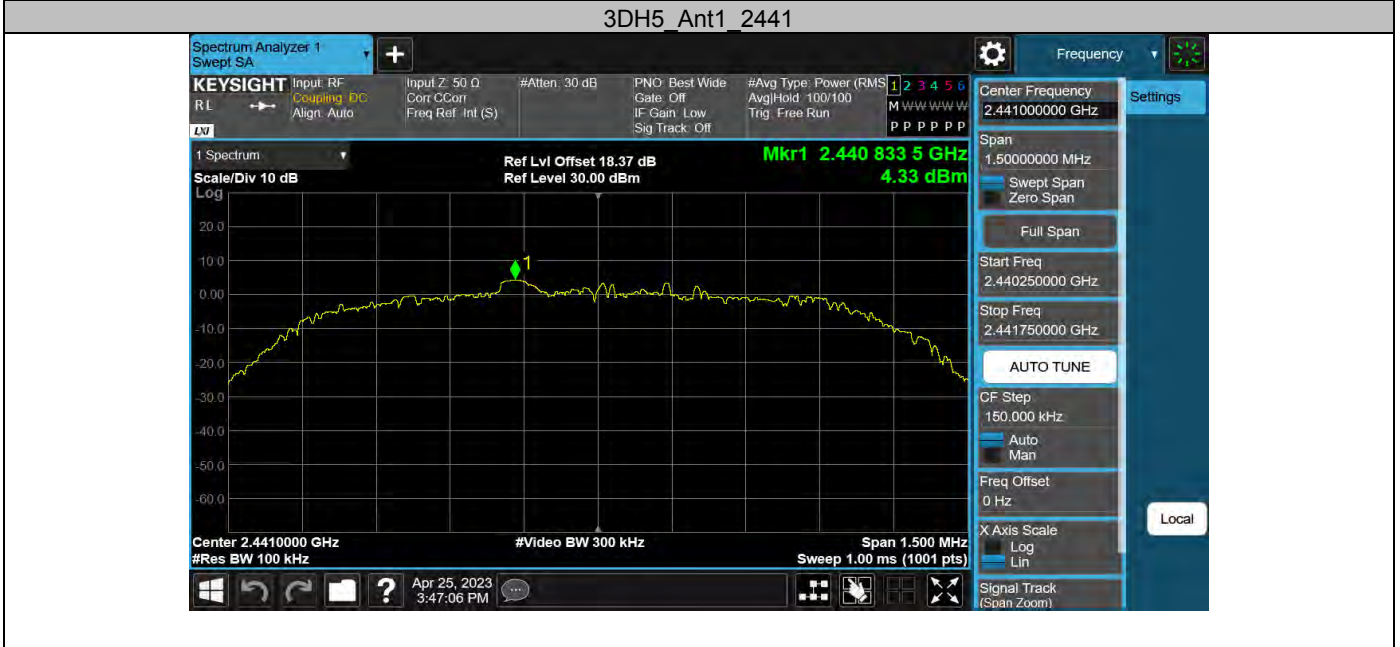 3DH5_Ant1_2441
Spectrum Analyzer 1
Swept SA
+
Frequency
KEYSIGHT
RL
LXI
Input: RF
Coupling: DC
Align: Auto
Input Z: 50 Ω
Corr CCorr
Freq Ref: Int (S)
#Atten: 30 dB
PNO: Best Wide
Gate: Off
IF Gain: Low
Sig Track: Off
#Avg Type: Power (RMS
Avg|Hold: 100/100
Trig: Free Run
1 2 3 4 5 6
M W W W W W
P P P P P P
1 Spectrum
Scale/Div 10 dB
Log
Ref Lvl Offset 18.37 dB
Ref Level 30.00 dBm
Mkr1 2.440 833 5 GHz
4.33 dBm
20.0
10.0
0.00
-10.0
-20.0
-30.0
-40.0
-50.0
-60.0
1
Center 2.4410000 GHz
#Res BW 100 kHz
#Video BW 300 kHz
Span 1.500 MHz
Sweep 1.00 ms (1001 pts)
Center Frequency
2.441000000 GHz
Settings
Span
1.50000000 MHz
Swept Span
Zero Span
Full Span
Start Freq
2.440250000 GHz
Stop Freq
2.441750000 GHz
AUTO TUNE
CF Step
150.000 kHz
Auto
Man
Freq Offset
0 Hz
X Axis Scale
Log
Lin
Local
Signal Track
(Span Zoom)
?
Apr 25, 2023
3:47:06 PM